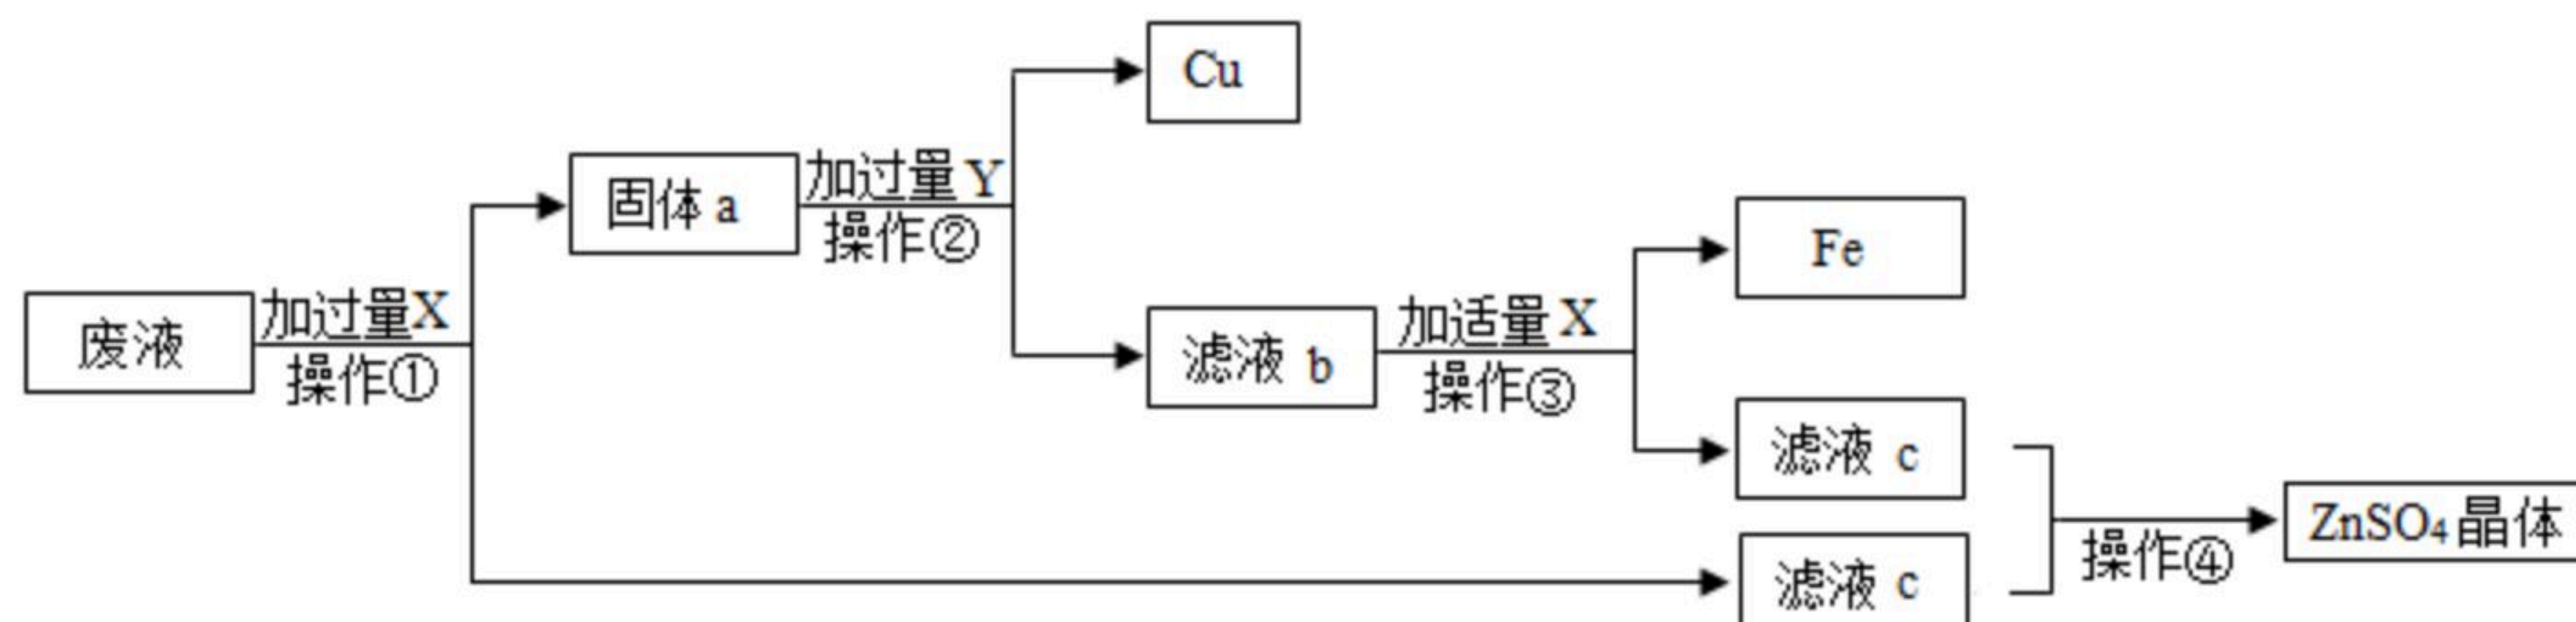 废液
加过量X
操作①
固体 a
加过量 Y
操作②
Cu
滤液 b
加适量 X
操作③
Fe
滤液 c
滤液 c
操作④
ZnSO₄晶体